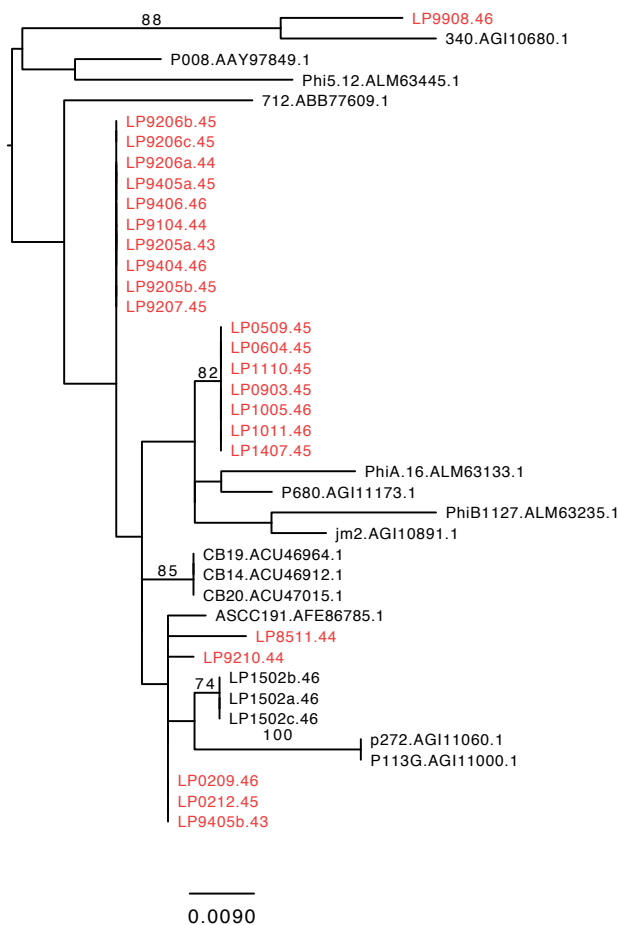 88
LP9908.46
340.AGI10680.1
P008.AAY97849.1
Phi5.12.ALM63445.1
712.ABB77609.1
LP9206b.45
LP9206c.45
LP9206a.44
LP9405a.45
LP9406.46
LP9104.44
LP9205a.43
LP9404.46
LP9205b.45
LP9207.45
LP0509.45
LP0604.45
LP1110.45
82
LP0903.45
LP1005.46
LP1011.46
LP1407.45
PhiA.16.ALM63133.1
P680.AGI11173.1
PhiB1127.ALM63235.1
jm2.AGI10891.1
CB19.ACU46964.1
85
CB14.ACU46912.1
CB20.ACU47015.1
ASCC191.AFE86785.1
LP8511.44
LP9210.44
74
LP1502b.46
LP1502a.46
LP1502c.46
100
p272.AGI11060.1
P113G.AGI11000.1
LP0209.46
LP0212.45
LP9405b.43
0.0090